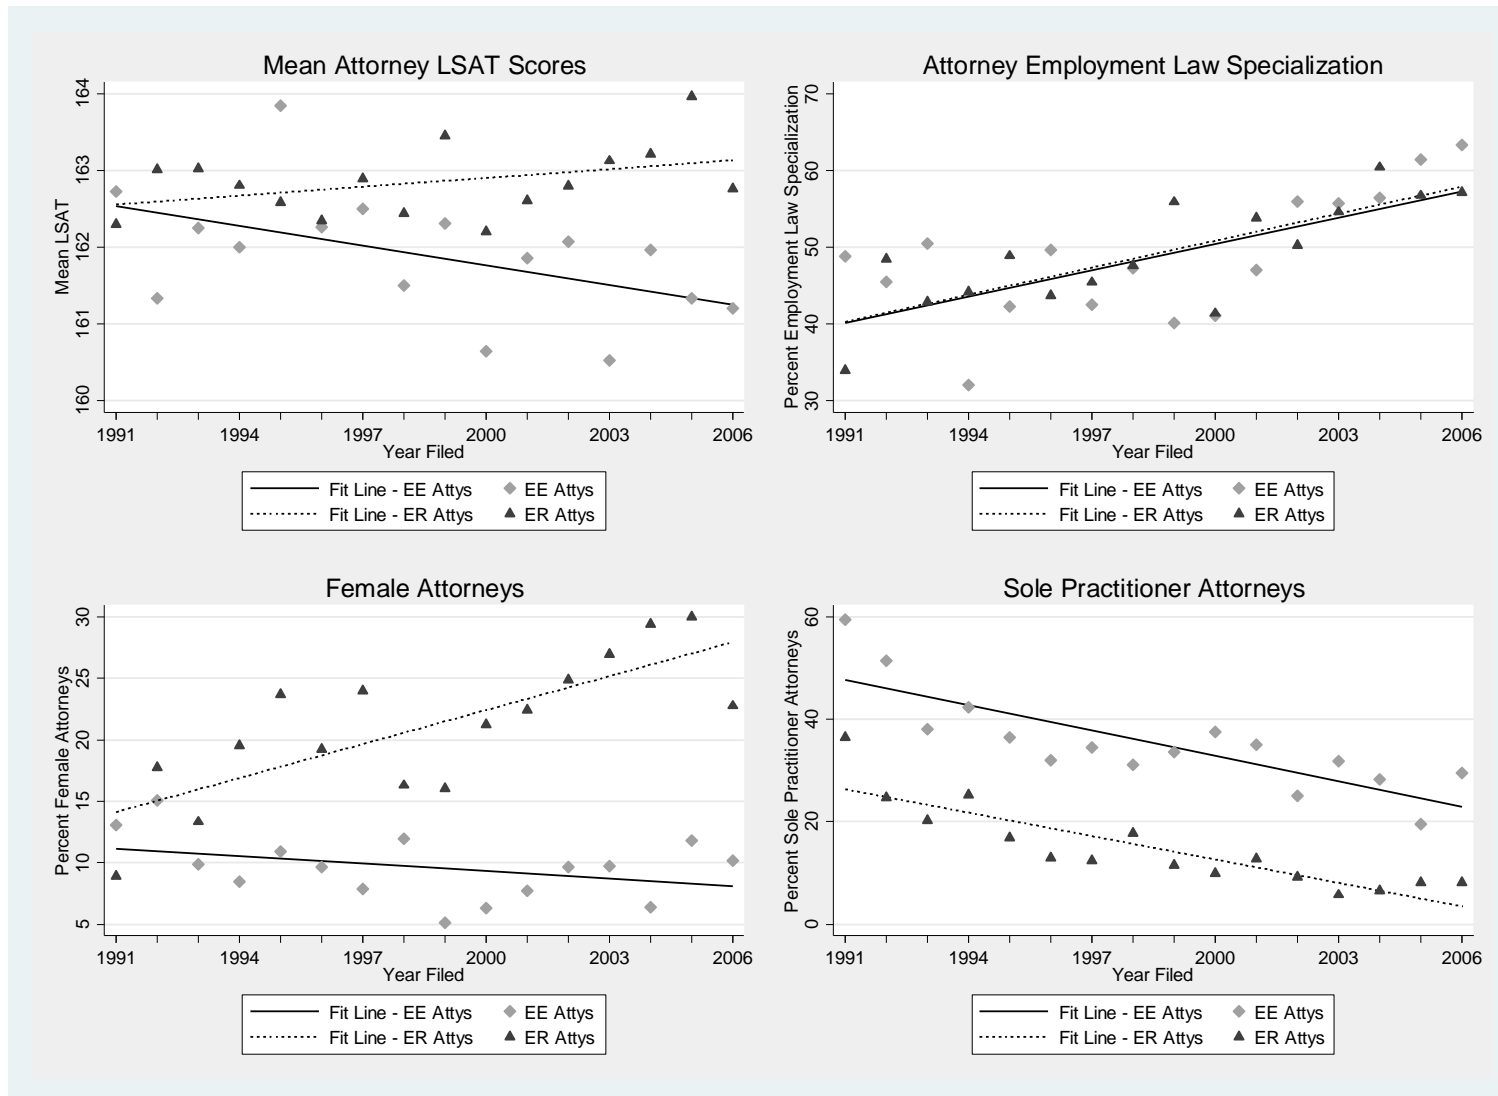 Mean Attorney LSAT Scores
Mean LSAT
164
163
162
161
160
1991 1994 1997 2000 2003 2006
Year Filed
Fit Line - EE Attys EE Attys
Fit Line - ER Attys ER Attys
Attorney Employment Law Specialization
Percent Employment Law Specialization
70
60
50
40
30
1991 1994 1997 2000 2003 2006
Year Filed
Fit Line - EE Attys EE Attys
Fit Line - ER Attys ER Attys
Female Attorneys
Percent Female Attorneys
30
25
20
15
10
5
1991 1994 1997 2000 2003 2006
Year Filed
Fit Line - EE Attys EE Attys
Fit Line - ER Attys ER Attys
Sole Practitioner Attorneys
Percent Sole Practitioner Attorneys
60
40
20
0
1991 1994 1997 2000 2003 2006
Year Filed
Fit Line - EE Attys EE Attys
Fit Line - ER Attys ER Attys